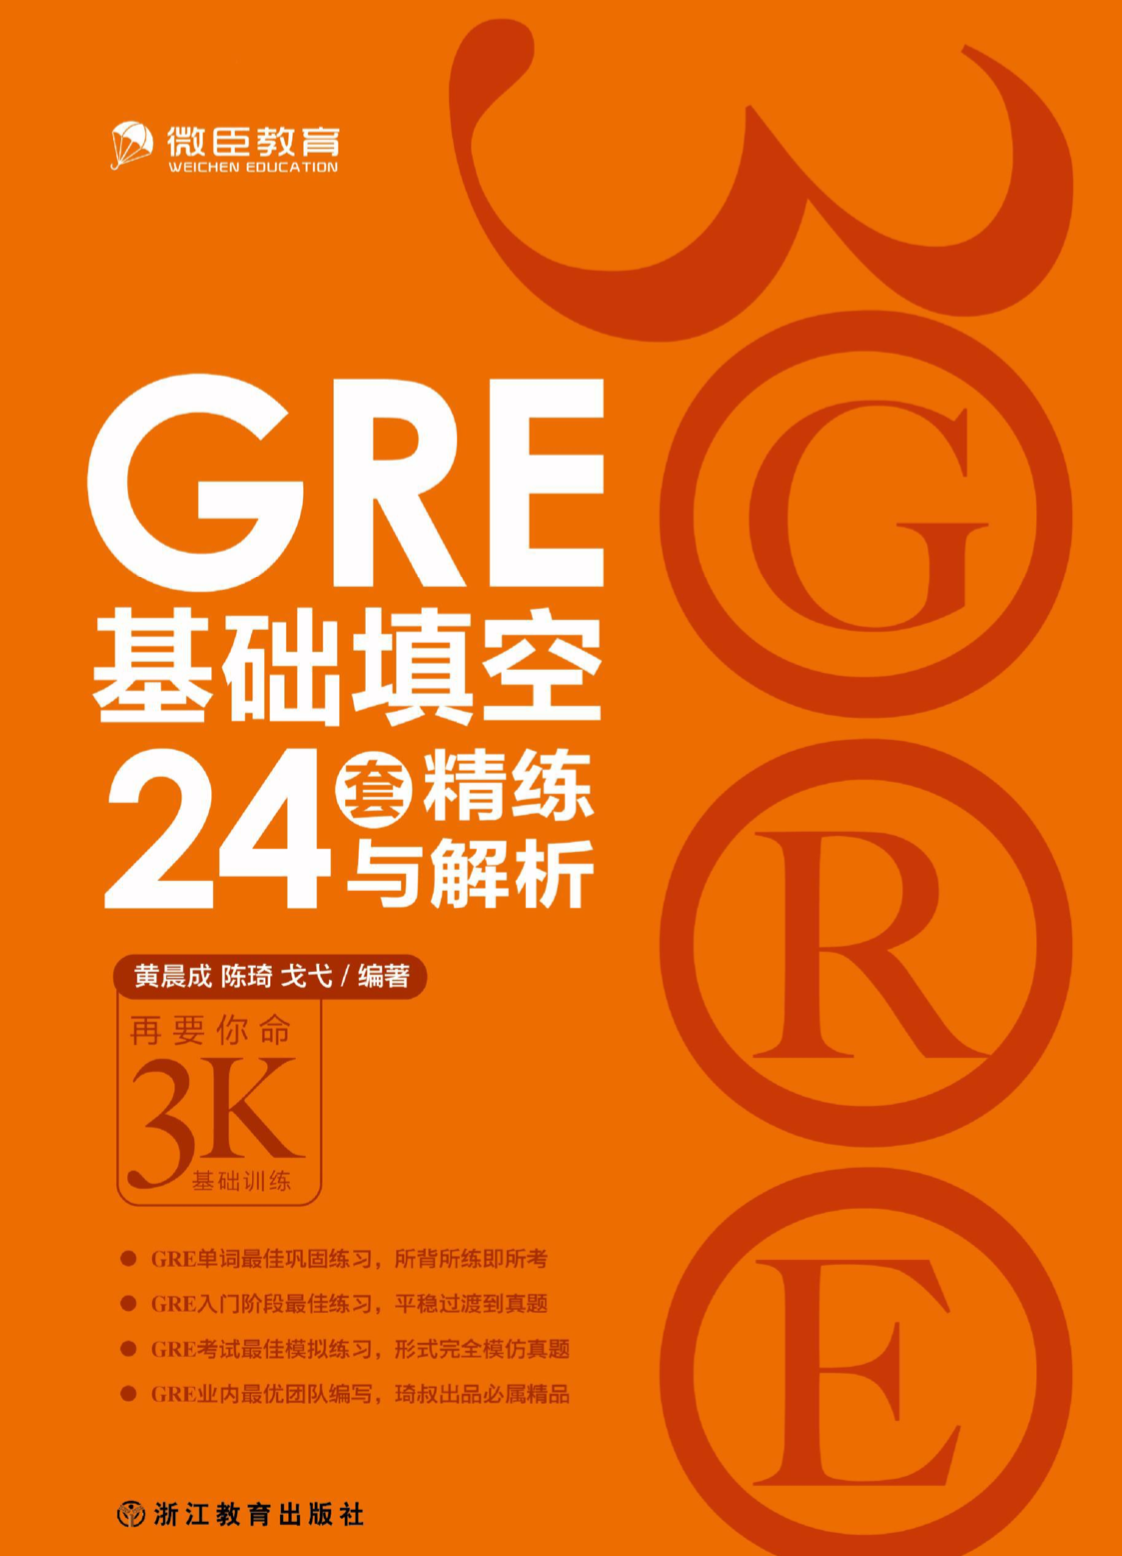 微臣教育
WEICHEN EDUCATION
3
GRE
基础填空
24套精练
与解析
G
R
E
黄晨成 陈琦 戈弋 / 编著
再要你命
3K
基础训练
GRE单词最佳巩固练习，所背所练即所考
GRE入门阶段最佳练习，平稳过渡到真题
GRE考试最佳模拟练习，形式完全模仿真题
GRE业内最优团队编写，琦叔出品必属精品
浙江教育出版社